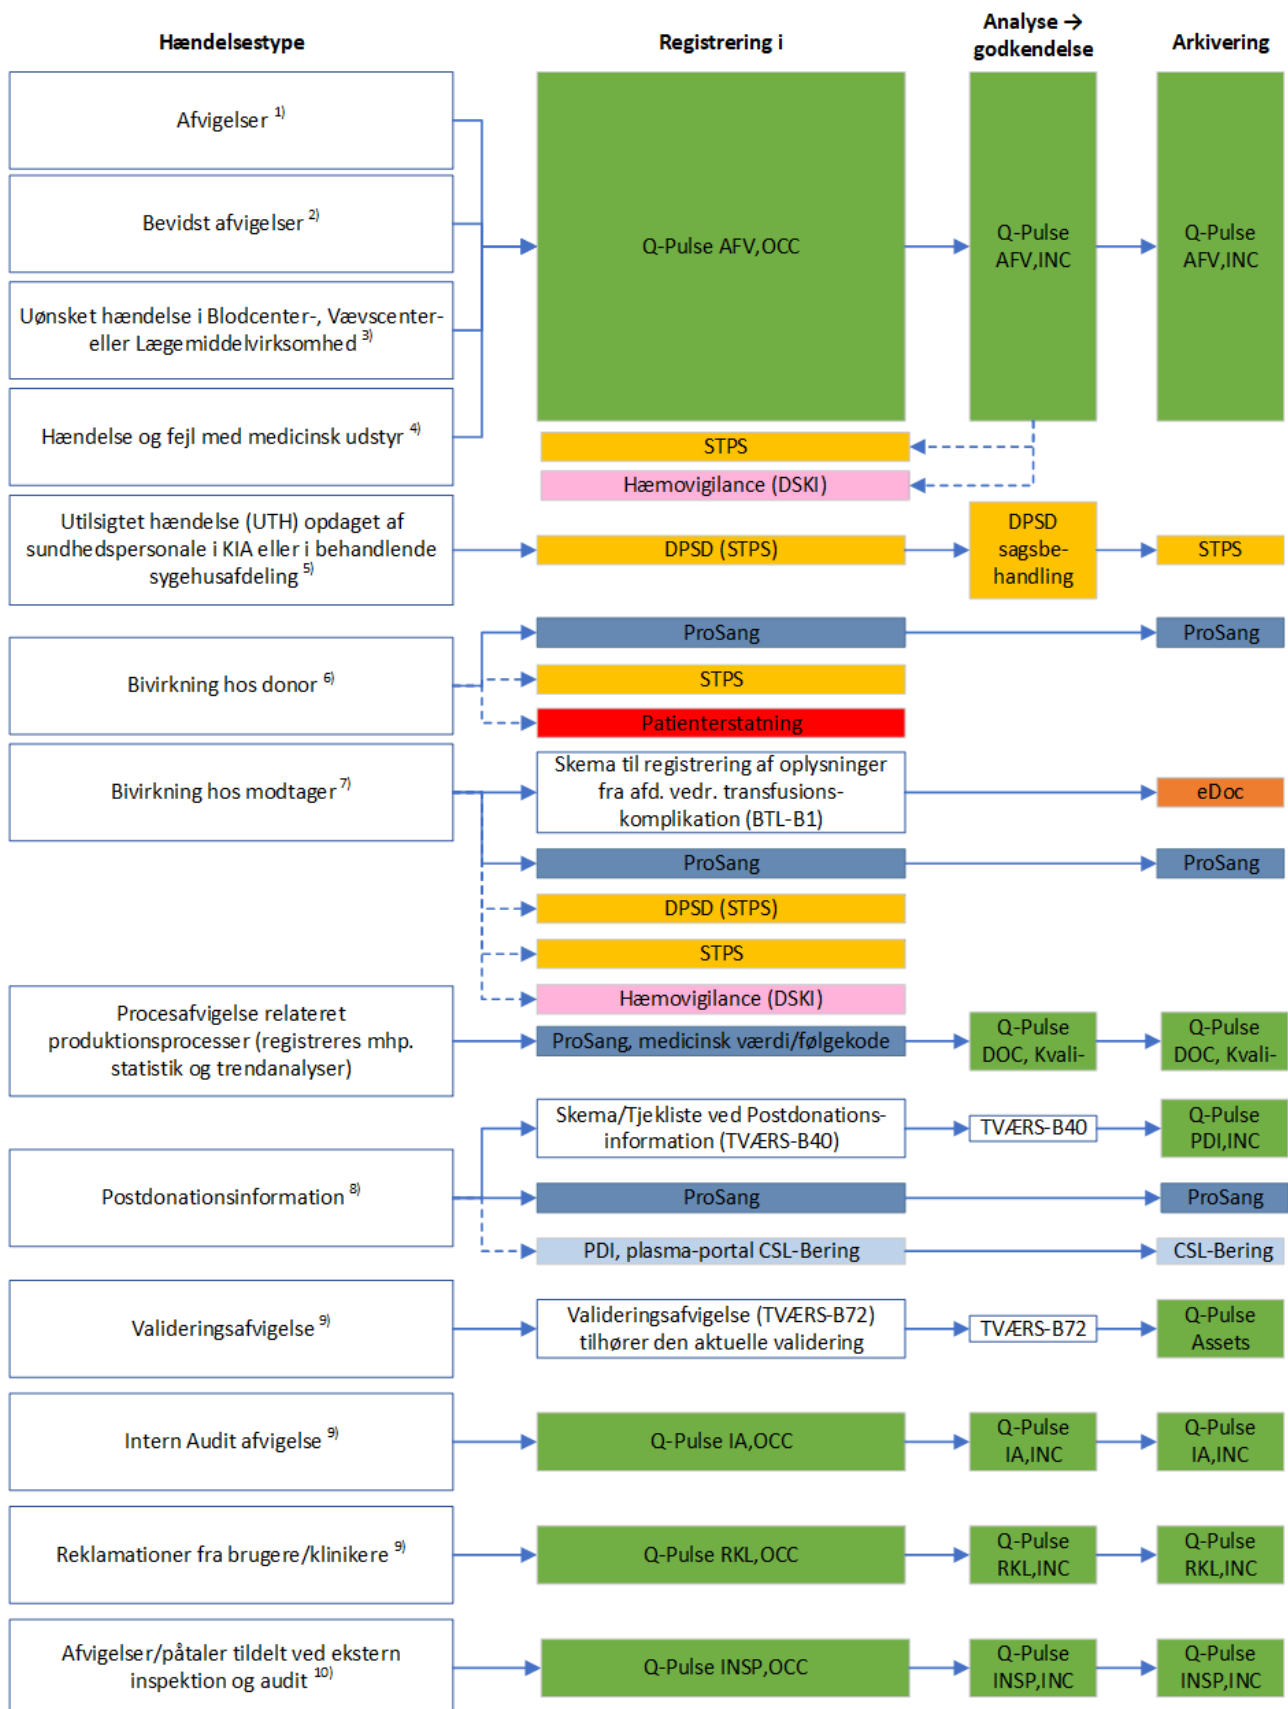 Hændelsestype
Registrering i
Analyse →
godkendelse
Arkivering
Afvigelser 1)
Bevidst afvigelser 2)
Uønsket hændelse i Blodcenter-, Vævscenter-
eller Lægemiddelvirksomhed 3)
Hændelse og fejl med medicinsk udstyr 4)
Q-Pulse AFV,OCC
Q-Pulse
AFV,INC
Q-Pulse
AFV,INC
STPS
Hæmovigilance (DSKI)
Utilsigtet hændelse (UTH) opdaget af
sundhedspersonale i KIA eller i behandlende
sygehusafdeling 5)
DPSD (STPS)
DPSD
sagsbe-
handling
STPS
Bivirkning hos donor 6)
ProSang
ProSang
STPS
Patienterstatning
Bivirkning hos modtager 7)
Skema til registrering af oplysninger
fra afd. vedr. transfusions-
komplikation (BTL-B1)
eDoc
ProSang
ProSang
DPSD (STPS)
STPS
Hæmovigilance (DSKI)
Procesafvigelse relateret
produktionsprocesser (registreres mhp.
statistik og trendanalyser)
ProSang, medicinsk værdi/følgekode
Q-Pulse
DOC, Kvali-
Q-Pulse
DOC, Kvali-
Postdonationsinformation 8)
Skema/Tjekliste ved Postdonations-
information (TVÆRS-B40)
TVÆRS-B40
Q-Pulse
PDI,INC
ProSang
ProSang
PDI, plasma-portal CSL-Bering
CSL-Bering
Valideringsafvigelse 9)
Valideringsafvigelse (TVÆRS-B72)
tilhører den aktuelle validering
TVÆRS-B72
Q-Pulse
Assets
Intern Audit afvigelse 9)
Q-Pulse IA,OCC
Q-Pulse
IA,INC
Q-Pulse
IA,INC
Reklamationer fra brugere/klinikere 9)
Q-Pulse RKL,OCC
Q-Pulse
RKL,INC
Q-Pulse
RKL,INC
Afvigelser/påtaler tildelt ved ekstern
inspektion og audit 10)
Q-Pulse INSP,OCC
Q-Pulse
INSP,INC
Q-Pulse
INSP,INC